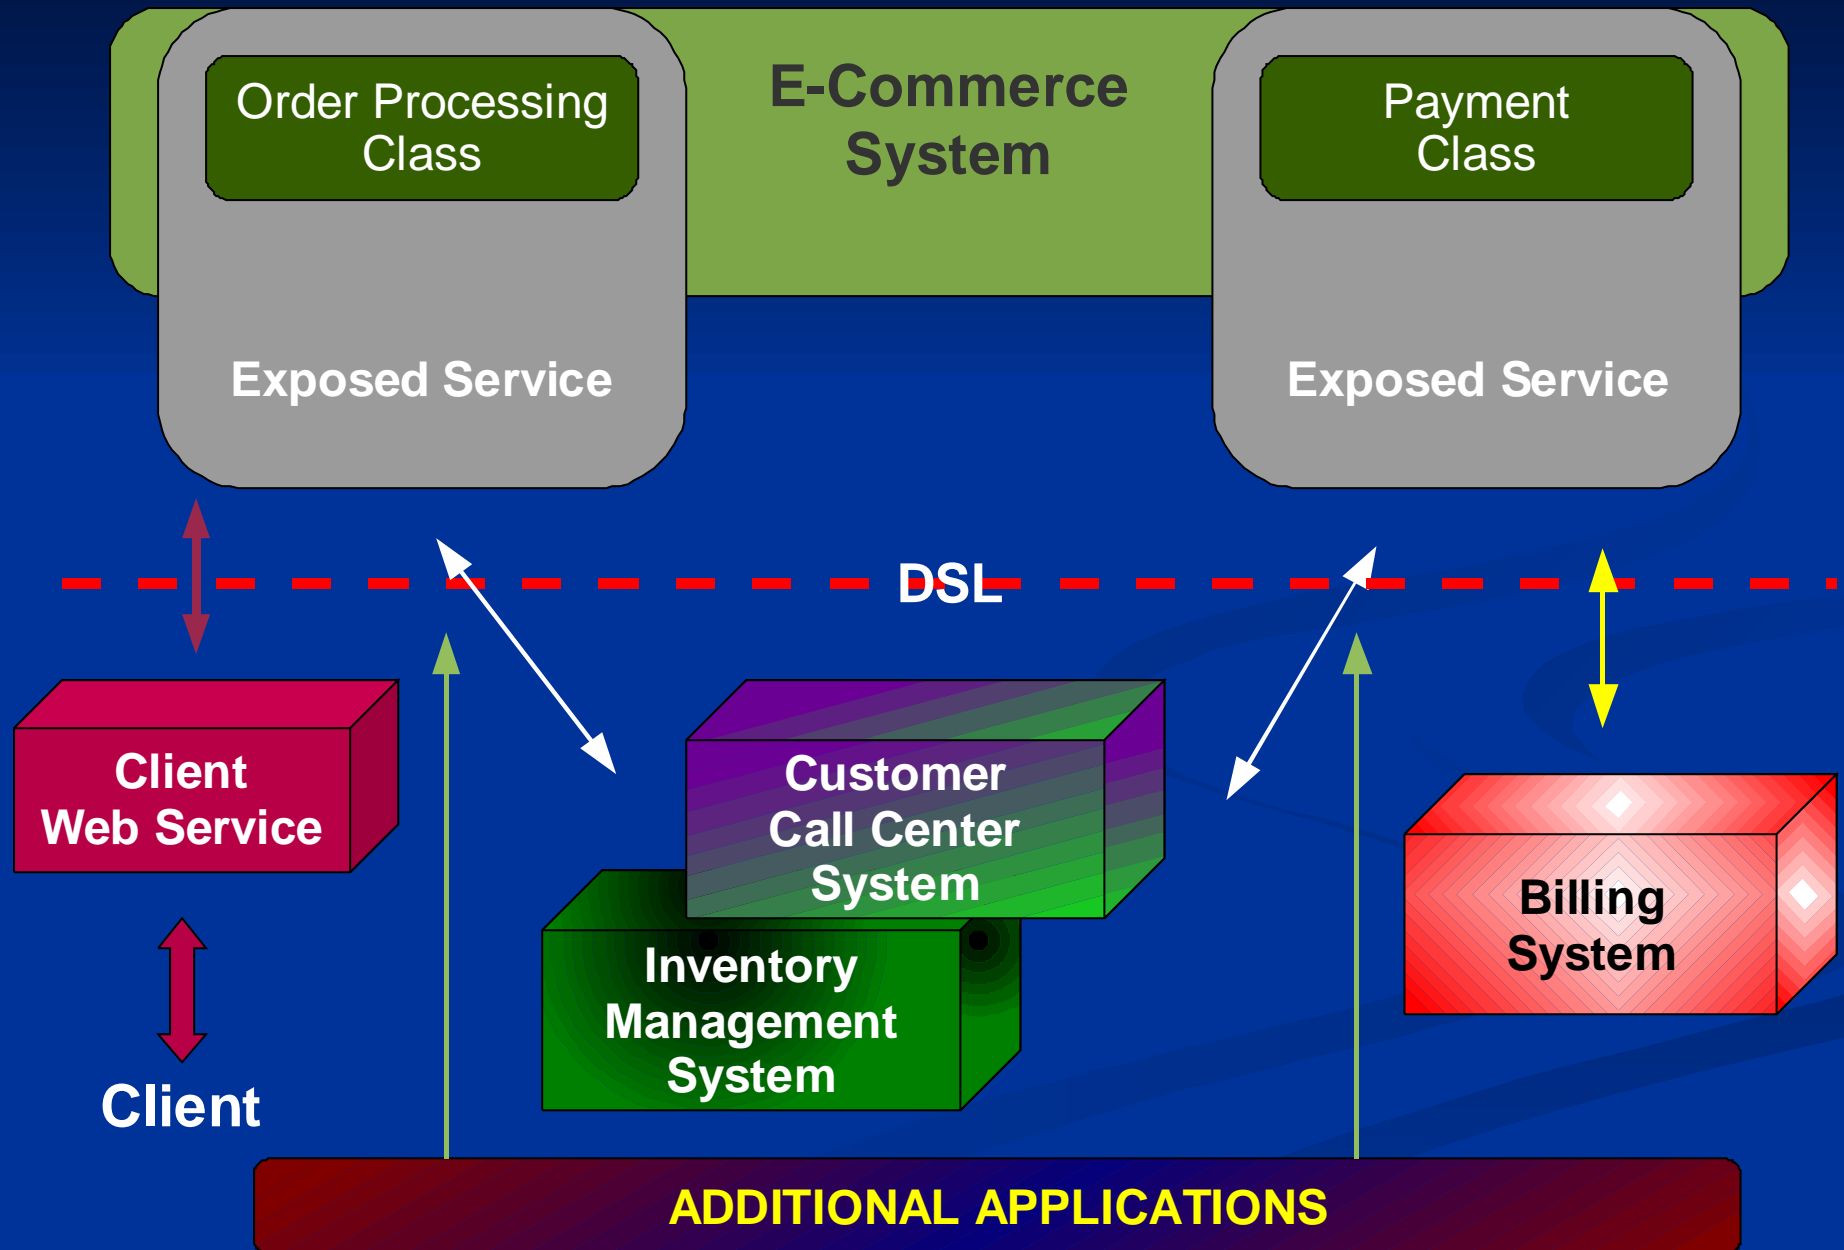 Order Processing
Class
E-Commerce
System
Payment
Class
Exposed Service
Exposed Service
DSL
Client
Web Service
Customer
Call Center
System
Billing
System
Inventory
Management
System
Client
ADDITIONAL APPLICATIONS